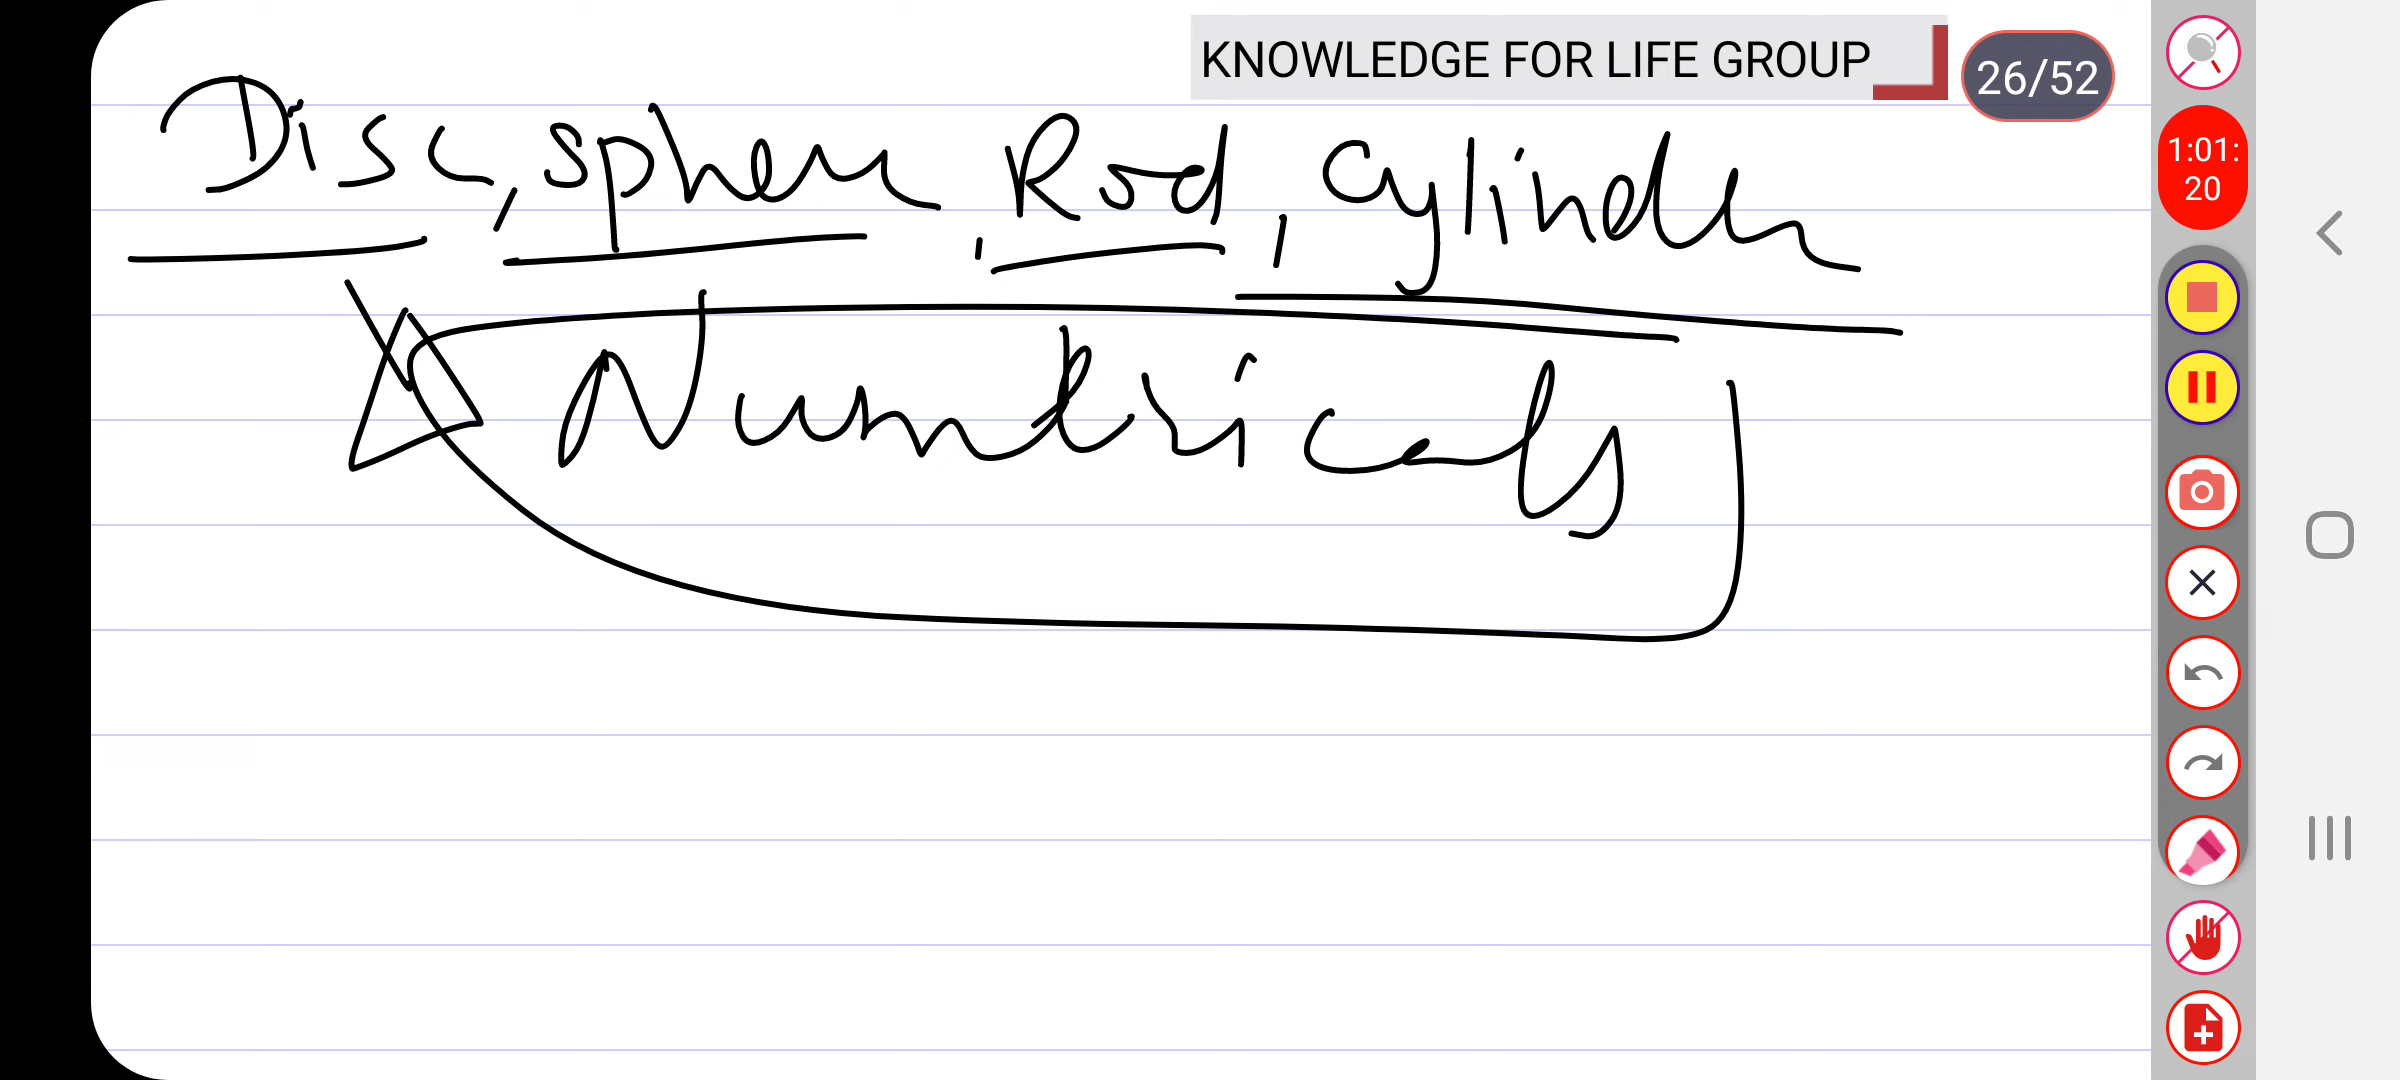 KNOWLEDGE FOR LIFE GROUP
26/52
1:01:
20
Disc, sphere, Rod, Cylinder
Numericals